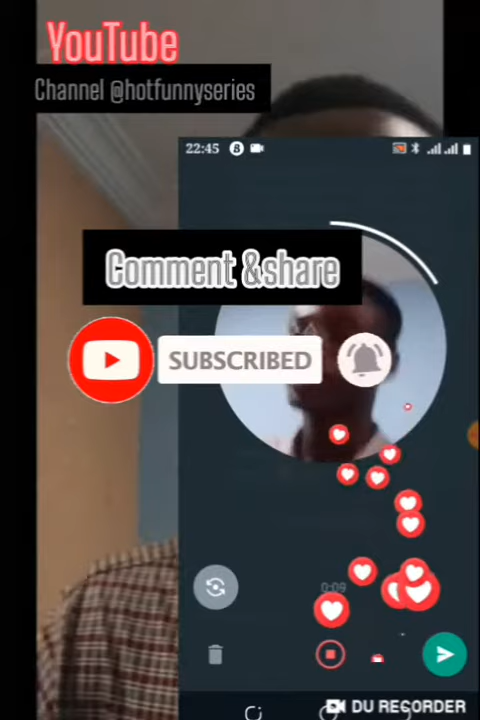 YouTube
Channel @hotfunnyseries
22:45
Comment &share
SUBSCRIBED
0:09
DU RECORDER